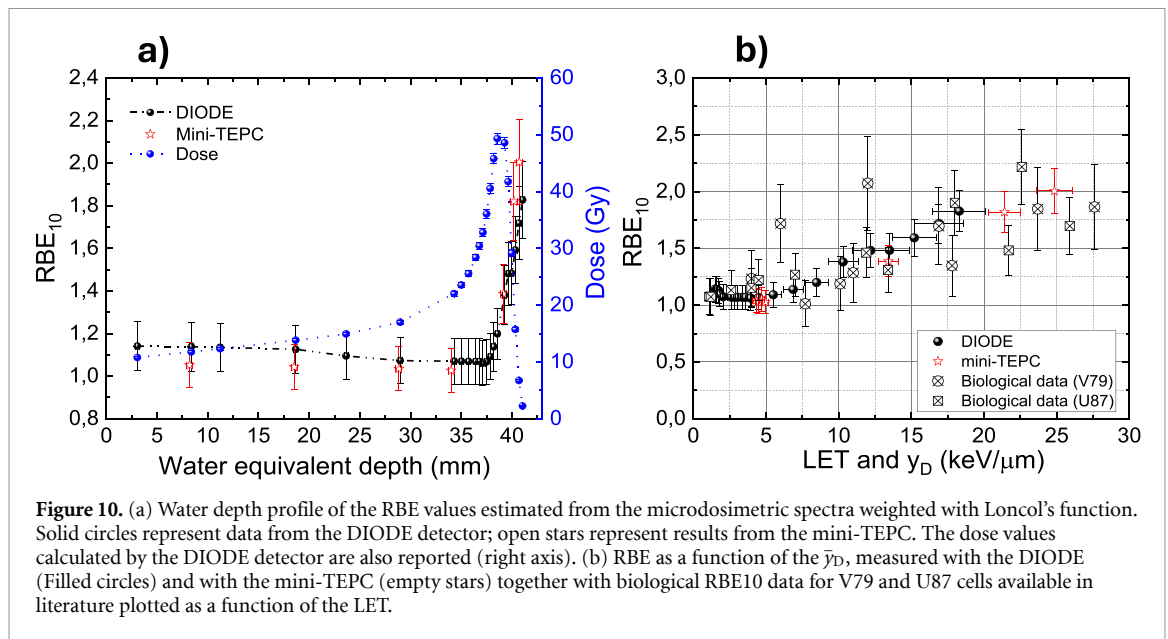 a)
2,4
2,2
2,0
1,8
1,6
1,4
1,2
1,0
0,8
RBE10
DIODE
Mini-TEPC
Dose
60
50
40
30
20
10
0
Dose (Gy)
0 5 10 15 20 25 30 35 40
Water equivalent depth (mm)
b)
3,0
2,5
2,0
1,5
1,0
0,5
0,0
RBE10
DIODE
mini-TEPC
Biological data (V79)
Biological data (U87)
0 5 10 15 20 25 30
LET and yD (keV/μm)
Figure 10. (a) Water depth profile of the RBE values estimated from the microdosimetric spectra weighted with Loncol's function.
Solid circles represent data from the DIODE detector; open stars represent results from the mini-TEPC. The dose values
calculated by the DIODE detector are also reported (right axis). (b) RBE as a function of the ȳD, measured with the DIODE
(Filled circles) and with the mini-TEPC (empty stars) together with biological RBE10 data for V79 and U87 cells available in
literature plotted as a function of the LET.